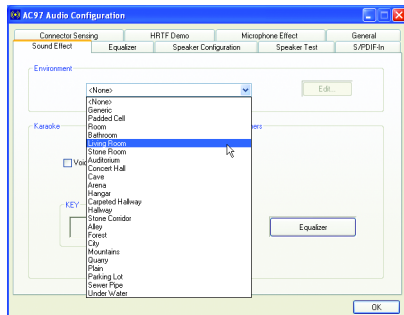 AC97 Audio Configuration
Connector Sensing HRTF Demo Microphone Effect General
Sound Effect Equalizer Speaker Configuration Speaker Test S/PDIF-In
Environment
<None> Edit...
<None>
Generic
Padded Cell
Room
Bathroom
Living Room
Stone Room
Auditorium
Concert Hall
Cave
Arena
Hangar
Carpeted Hallway
Hallway
Stone Corridor
Alley
Forest
City
Mountains
Quarry
Plain
Parking Lot
Sewer Pipe
Under Water
Karaoke
KEY
Equalizer
OK